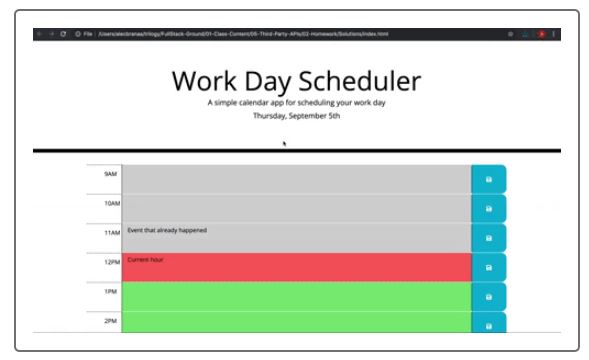 File | /Users/alecbranaa/trilogy/FullStack-Ground/01-Class-Content/05-Third-Party-APIs/02-Homework/Solutions/index.html
Work Day Scheduler
A simple calendar app for scheduling your work day
Thursday, September 5th
9AM
10AM
11AM Event that already happened
12PM Current hour
1PM
2PM